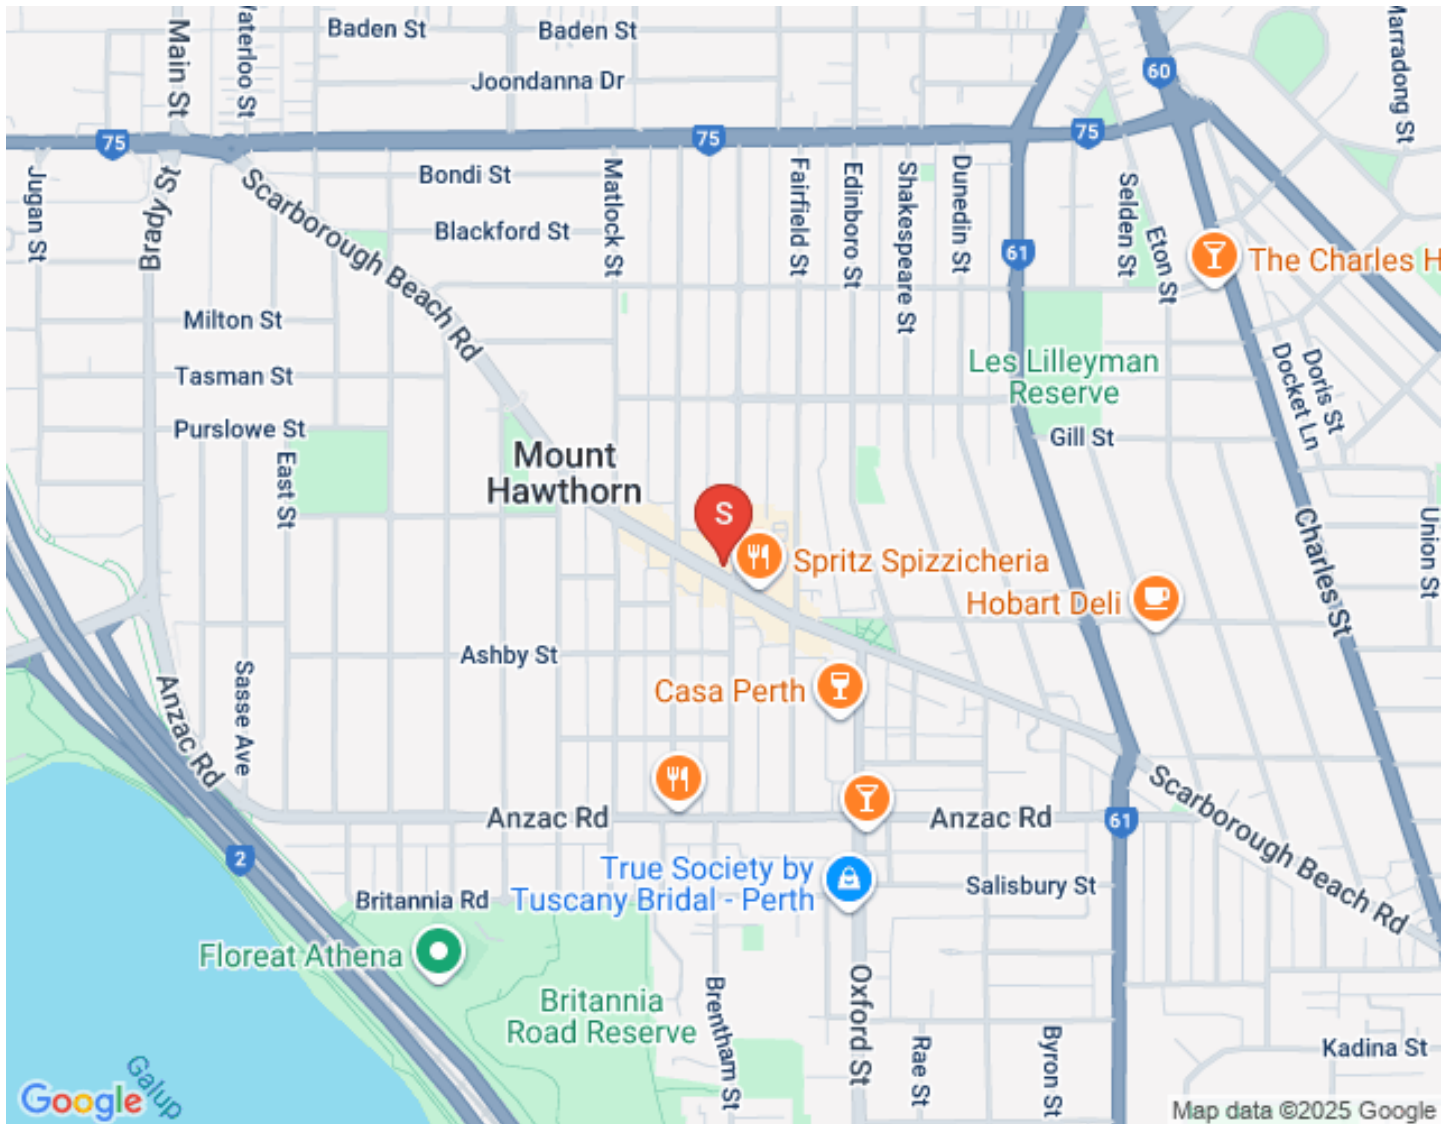 Baden St
Baden St
Main St
Waterloo St
Joondanna Dr
60
Marradong St
75
75
75
Jugan St
Brady St
Scarborough Beach Rd
Bondi St
Blackford St
Matlock St
Fairfield St
Edinboro St
Shakespeare St
Dunedin St
61
Selden St
Eton St
The Charles H
Milton St
Tasman St
Purslowe St
East St
Les Lilleyman
Reserve
Doris St
Docket Ln
Gill St
Mount
Hawthorn
S
Spritz Spizzicheria
Hobart Deli
Charles St
Union St
Ashby St
Casa Perth
Sasse Ave
Anzac Rd
Anzac Rd
Anzac Rd
61
Scarborough Beach Rd
2
True Society by
Tuscany Bridal - Perth
Salisbury St
Britannia Rd
Floreat Athena
Britannia
Road Reserve
Brentham St
Oxford St
Rae St
Byron St
Kadina St
Galup
Google
Map data ©2025 Google